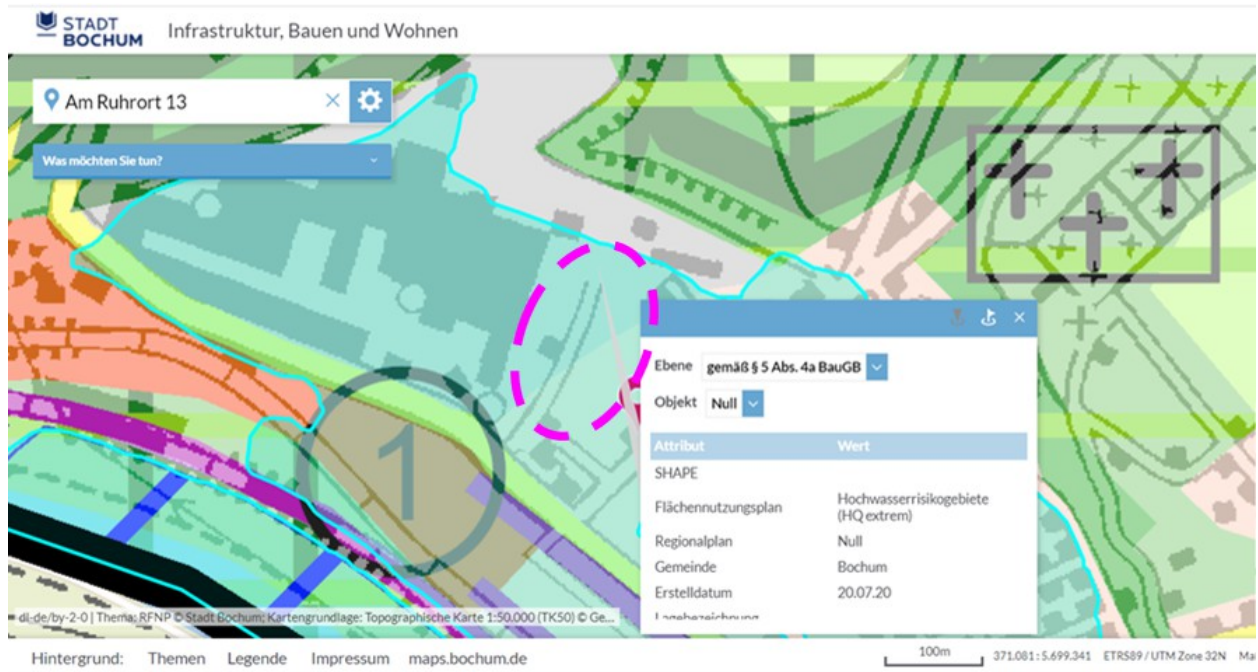 STADT
BOCHUM
Infrastruktur, Bauen und Wohnen
Am Ruhrort 13
Was möchten Sie tun?
1
Ebene gemäß § 5 Abs. 4a BauGB
Objekt Null
Attribut Wert
SHAPE
Flächennutzungsplan Hochwasserrisikogebiete
(HQ extrem)
Regionalplan Null
Gemeinde Bochum
Erstelldatum 20.07.20
Lagebezeichnung
dl-de/by-2-0 | Thema: RFNP © Stadt Bochum; Kartengrundlage: Topographische Karte 1:50.000 (TK50) © Ge...
Hintergrund: Themen Legende Impressum maps.bochum.de
100m
371.081 : 5.699.341 ETRS89 / UTM Zone 32N Ma